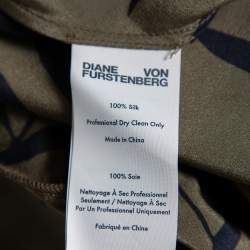 DIANE VON
FURSTENBERG
100% Silk
Professional Dry Clean Only
Made in China
100% Soie
Nettoyage À Sec Professionnel
Seulement / Nettoyage À Sec
Par Un Professionnel Uniquement
Fabriqué en Chine